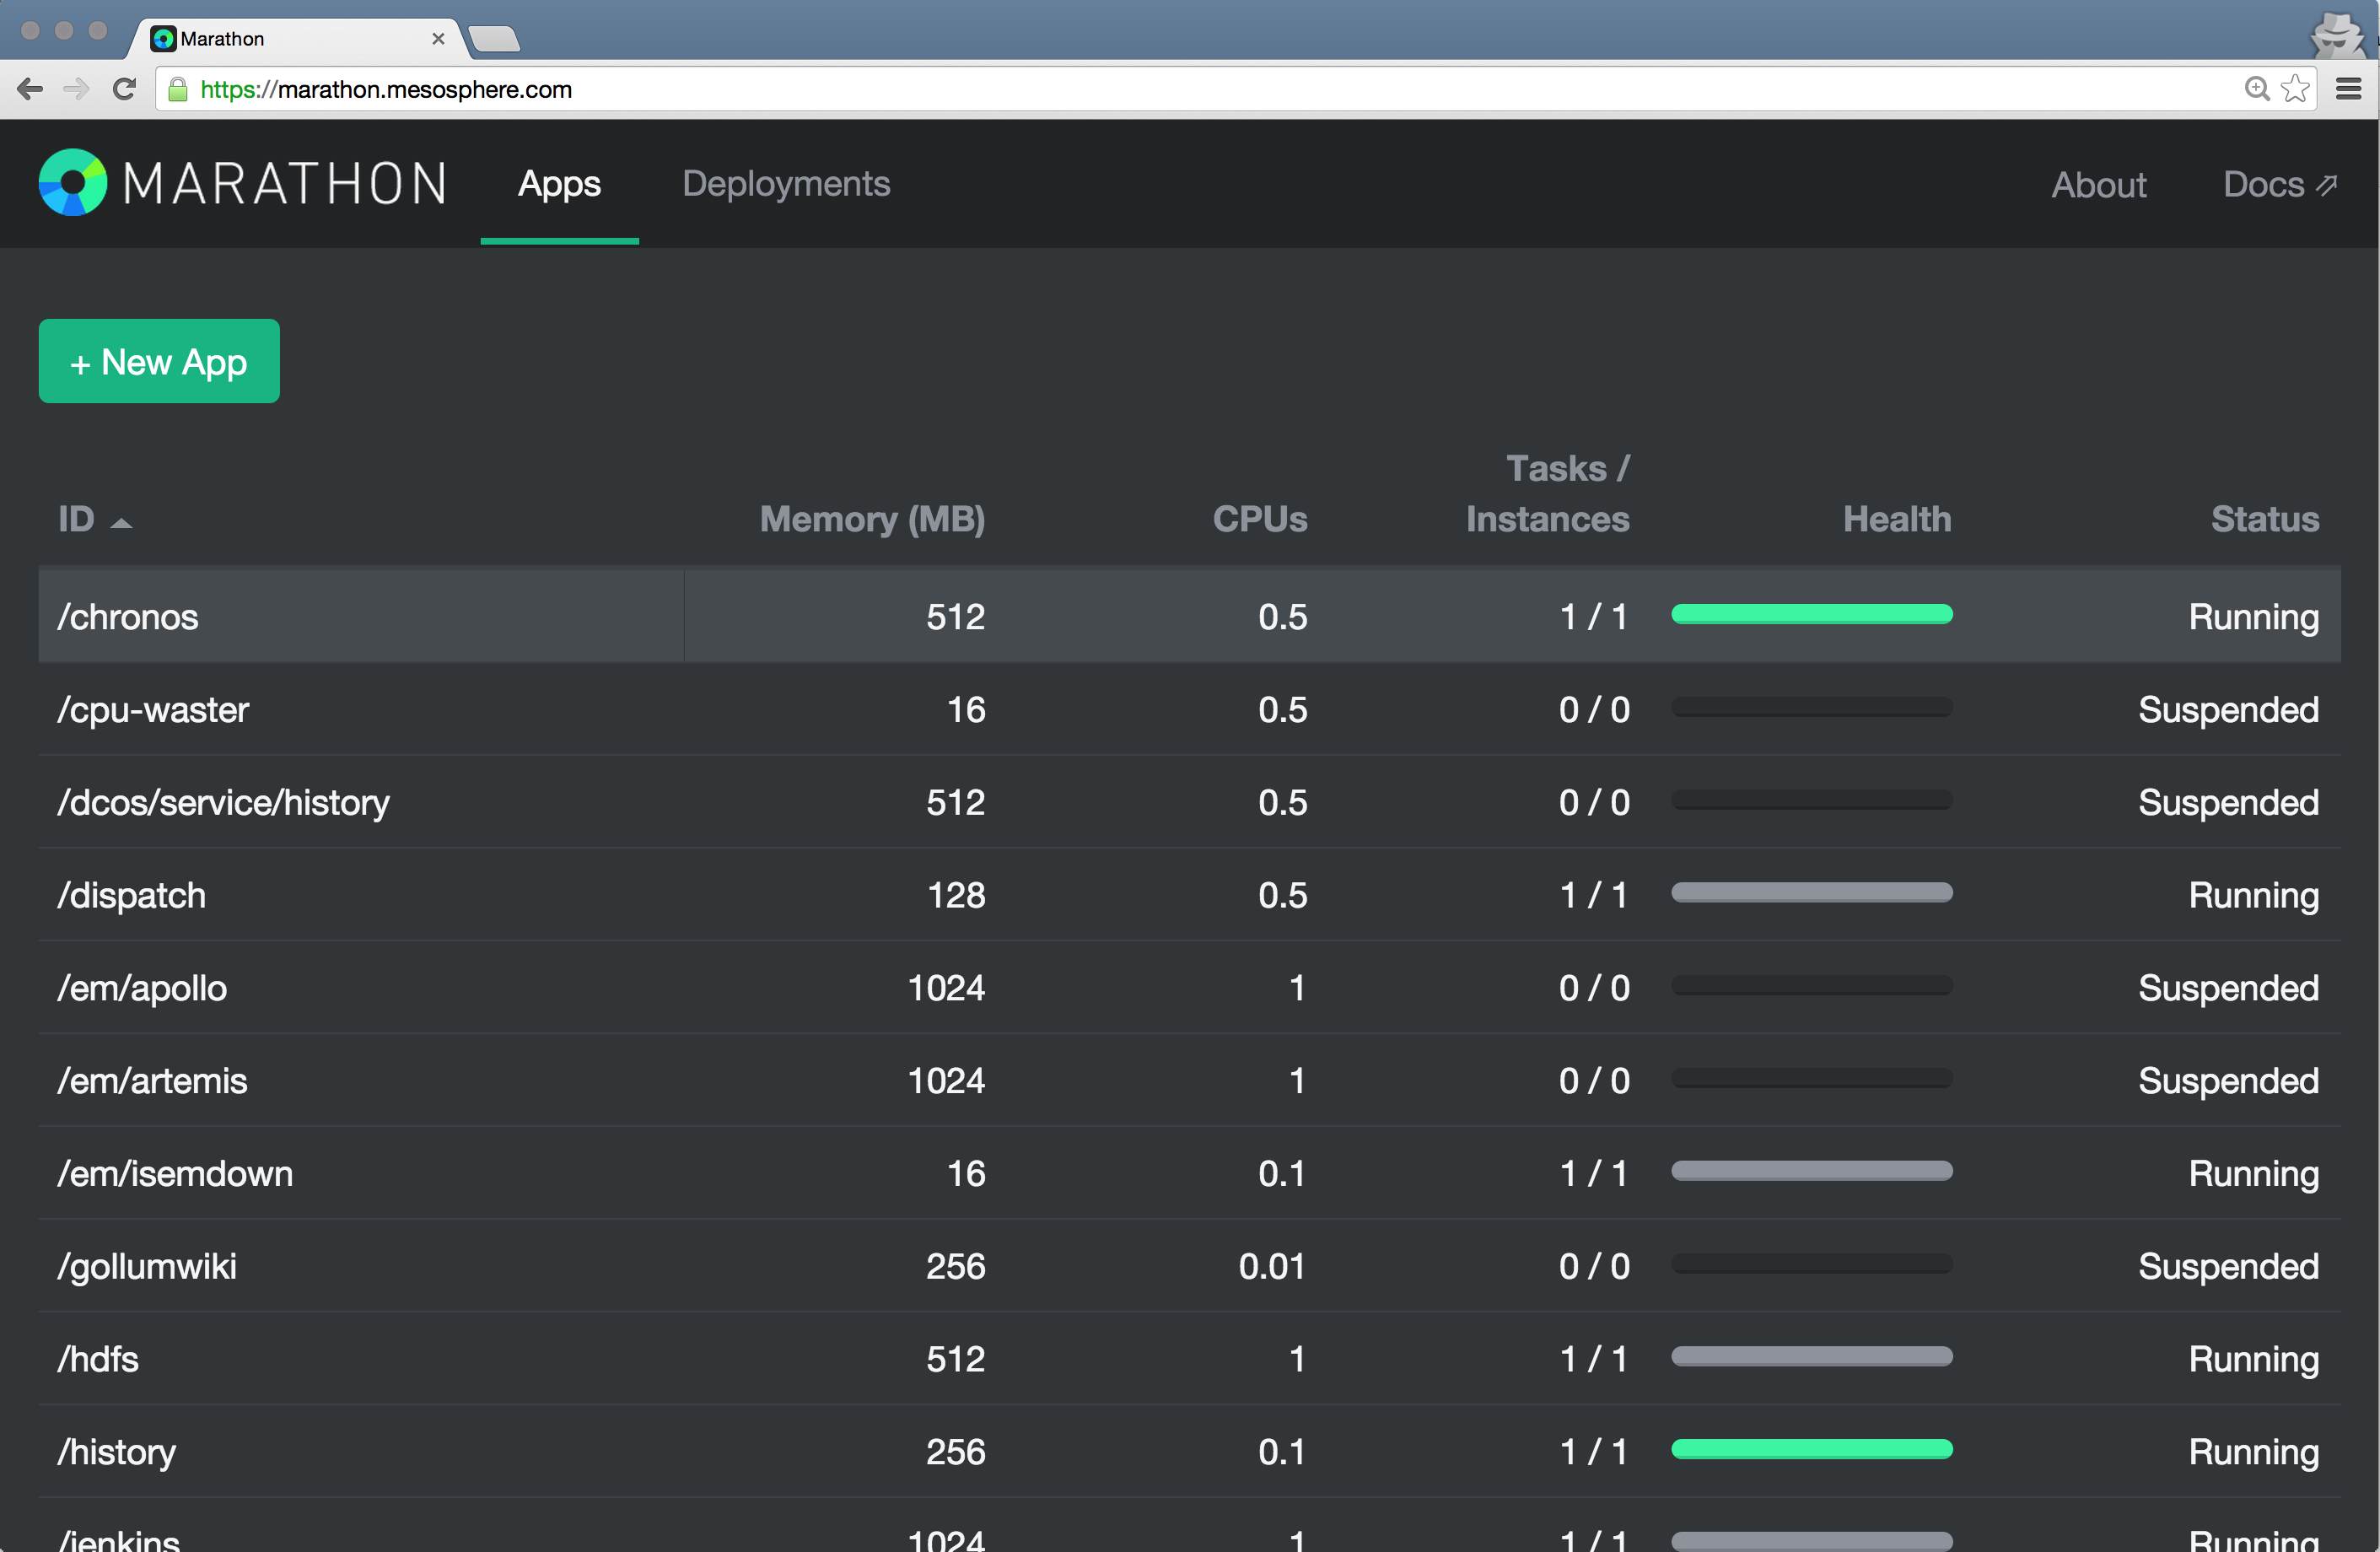 Marathon
https://marathon.mesosphere.com
MARATHON Apps Deployments About Docs
+ New App
ID Memory (MB) CPUs Tasks / Instances Health Status
/chronos 512 0.5 1 / 1 Running
/cpu-waster 16 0.5 0 / 0 Suspended
/dcos/service/history 512 0.5 0 / 0 Suspended
/dispatch 128 0.5 1 / 1 Running
/em/apollo 1024 1 0 / 0 Suspended
/em/artemis 1024 1 0 / 0 Suspended
/em/isemdown 16 0.1 1 / 1 Running
/gollumwiki 256 0.01 0 / 0 Suspended
/hdfs 512 1 1 / 1 Running
/history 256 0.1 1 / 1 Running
/jenkins 1024 1 1 / 1 Running